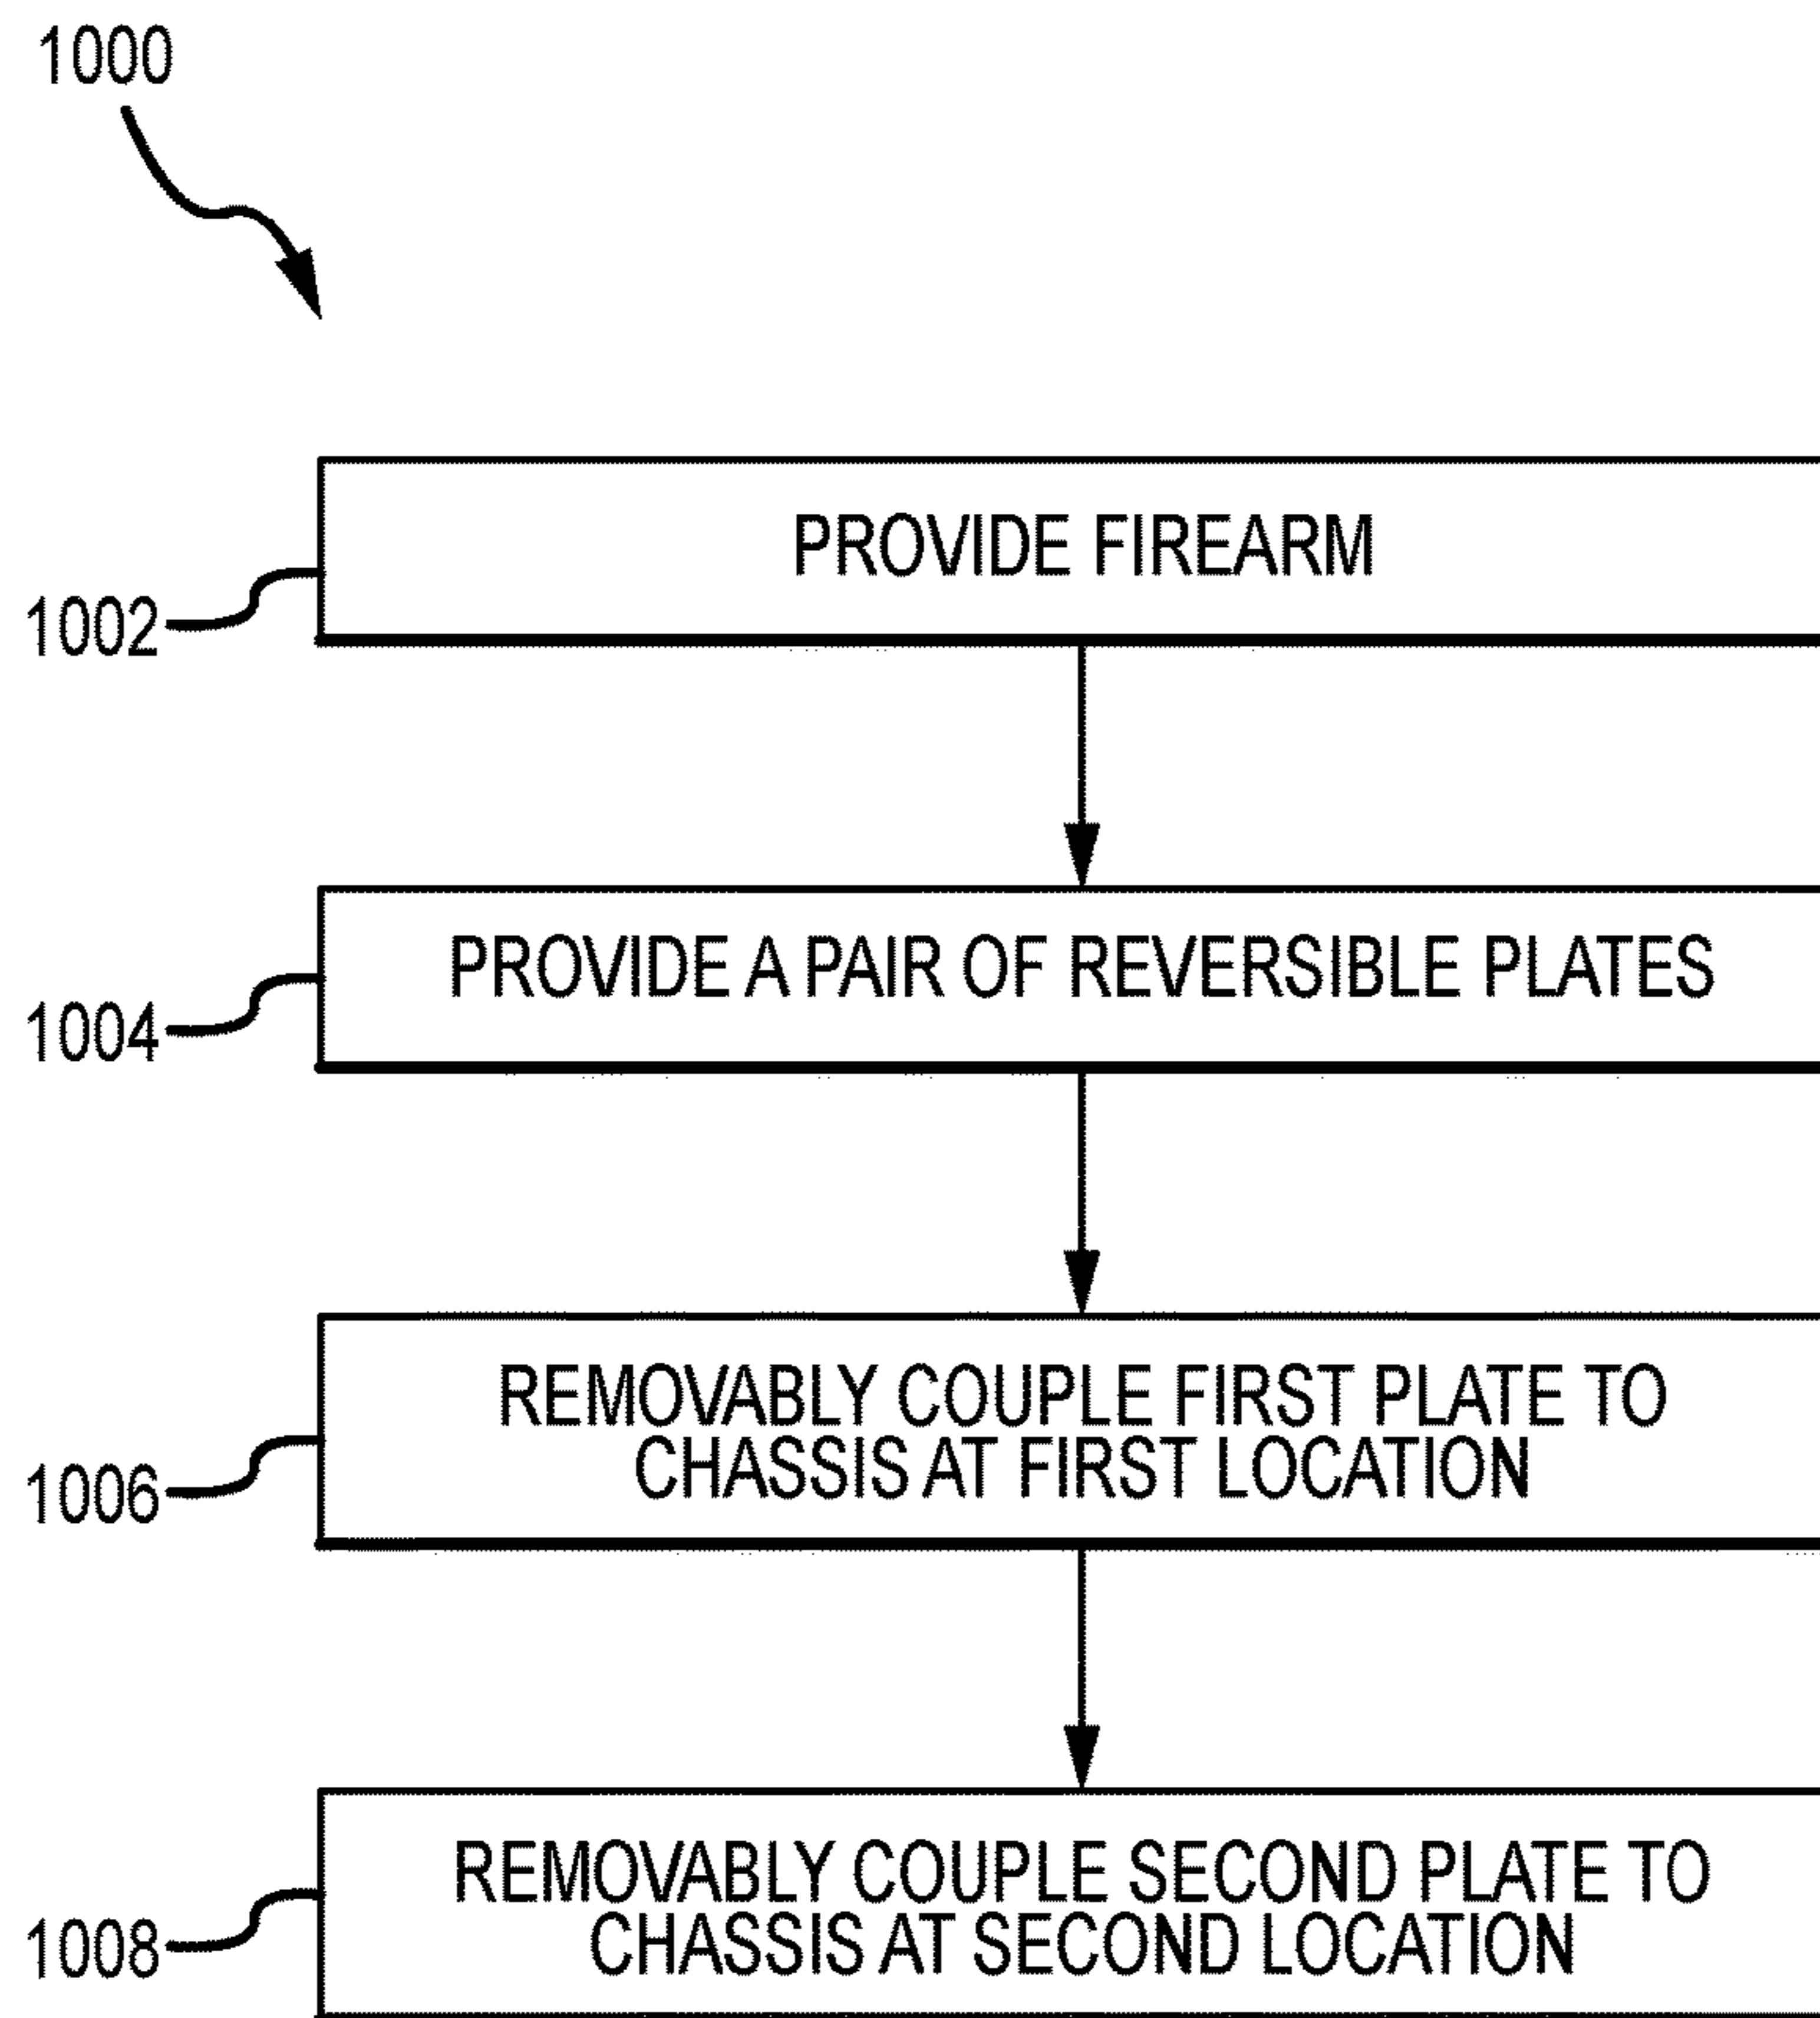 1000
PROVIDE FIREARM
1002
PROVIDE A PAIR OF REVERSIBLE PLATES
1004
REMOVABLY COUPLE FIRST PLATE TO
CHASSIS AT FIRST LOCATION
1006
REMOVABLY COUPLE SECOND PLATE TO
CHASSIS AT SECOND LOCATION
1008